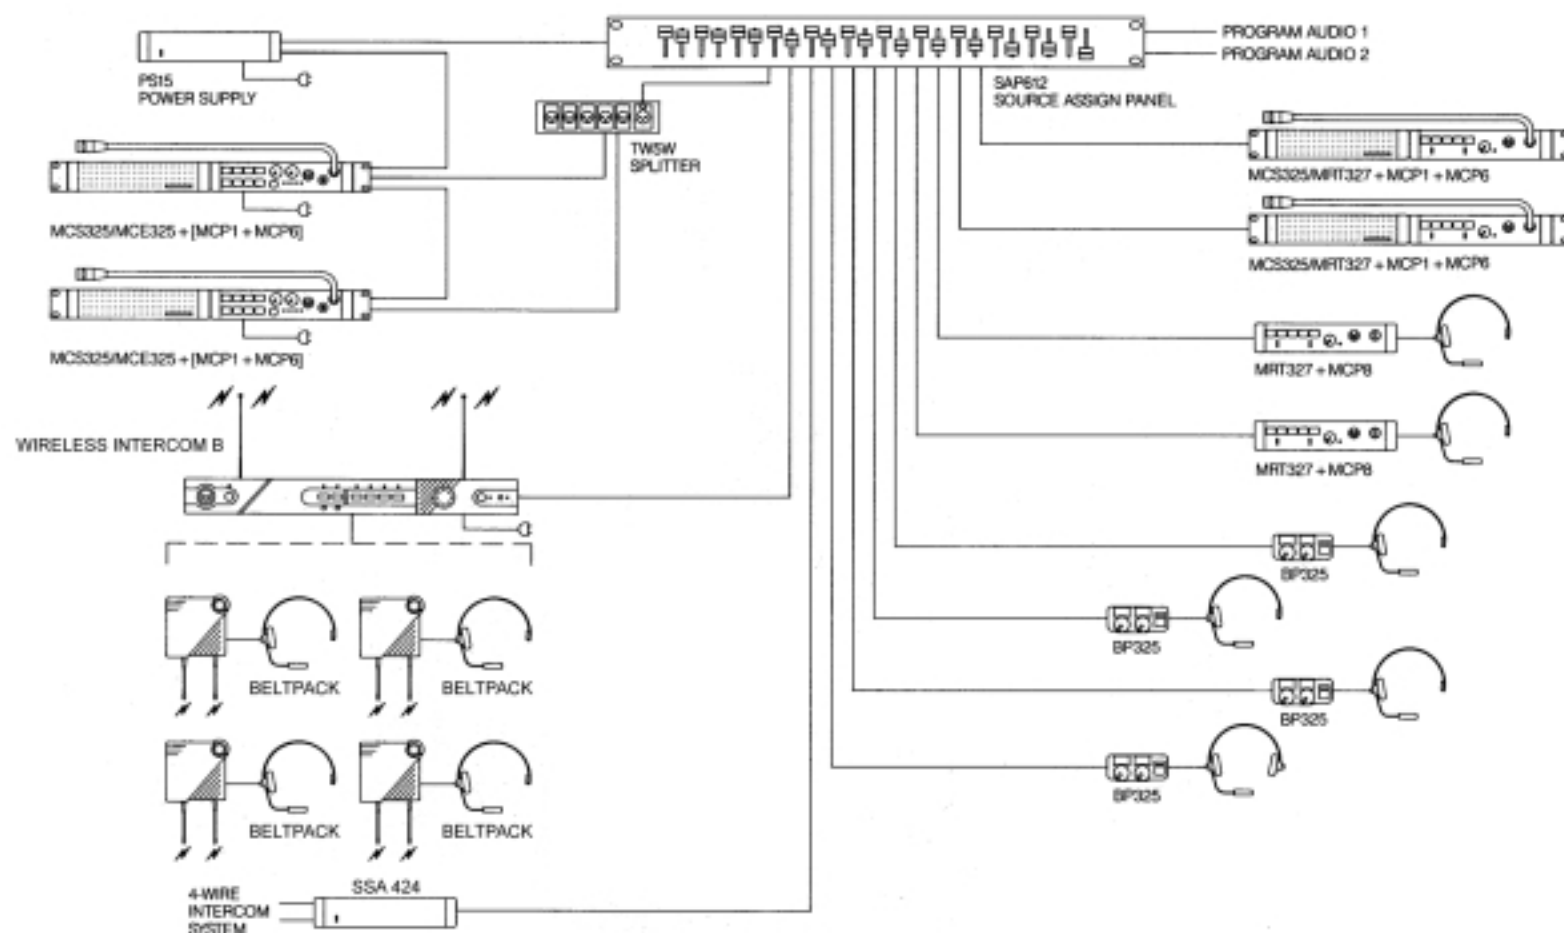 PROGRAM AUDIO 1
PROGRAM AUDIO 2
PS15
POWER SUPPLY
SAP612
SOURCE ASSIGN PANEL
TW5W
SPLITTER
MCS325/MRT327 + MCP1 + MCP6
MCS325/MCE325 + [MCP1 + MCP6]
MCS325/MRT327 + MCP1 + MCP6
MCS325/MCE325 + [MCP1 + MCP6]
MRT327 + MCP8
WIRELESS INTERCOM B
MRT327 + MCP8
BP325
BP325
BELTPACK
BELTPACK
BP325
BP325
BELTPACK
BELTPACK
SSA 424
4-WIRE
INTERCOM
SYSTEM